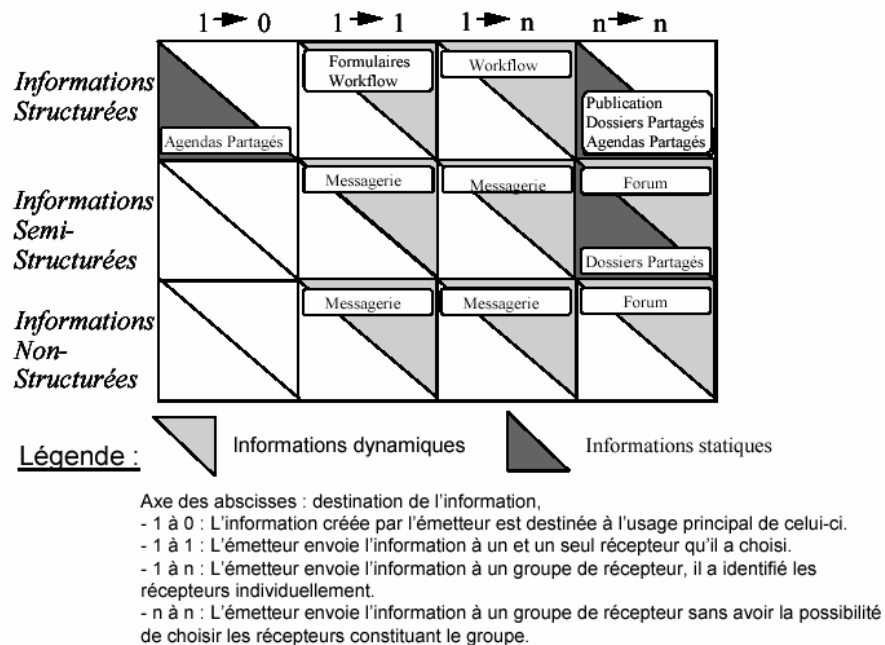 1 → 0 1 → 1 1 → n n → n
Informations
Structurées
Agendas Partagés
Formulaires
Workflow
Workflow
Publication
Dossiers Partagés
Agendas Partagés
Informations
Semi-
Structurées
Messagerie
Messagerie
Forum
Dossiers Partagés
Informations
Non-
Structurées
Messagerie
Messagerie
Forum
Légende :
Informations dynamiques
Informations statiques
Axe des abscisses : destination de l'information,
- 1 à 0 : L'information créée par l'émetteur est destinée à l'usage principal de celui-ci.
- 1 à 1 : L'émetteur envoie l'information à un et un seul récepteur qu'il a choisi.
- 1 à n : L'émetteur envoie l'information à un groupe de récepteur, il a identifié les
récepteurs individuellement.
- n à n : L'émetteur envoie l'information à un groupe de récepteur sans avoir la possibilité
de choisir les récepteurs constituant le groupe.